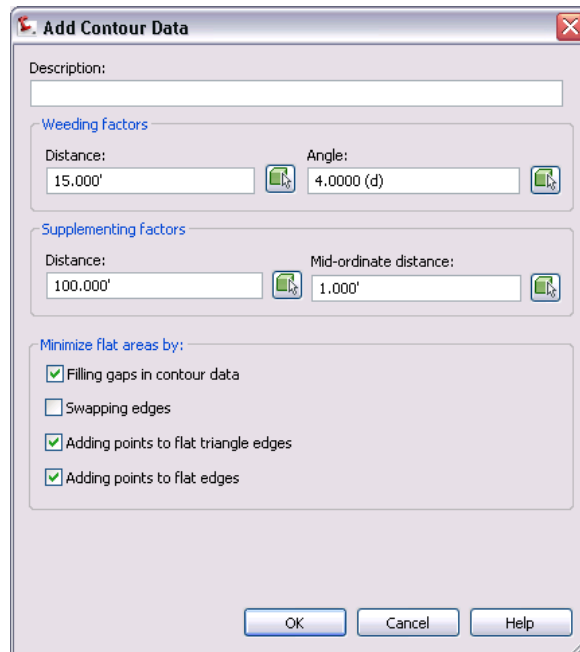 Add Contour Data
Description:
Weeding factors
Distance: Angle:
15.000' 4.0000 (d)
Supplementing factors
Distance: Mid-ordinate distance:
100.000' 1.000'
Minimize flat areas by:
Filling gaps in contour data
Swapping edges
Adding points to flat triangle edges
Adding points to flat edges
OK Cancel Help